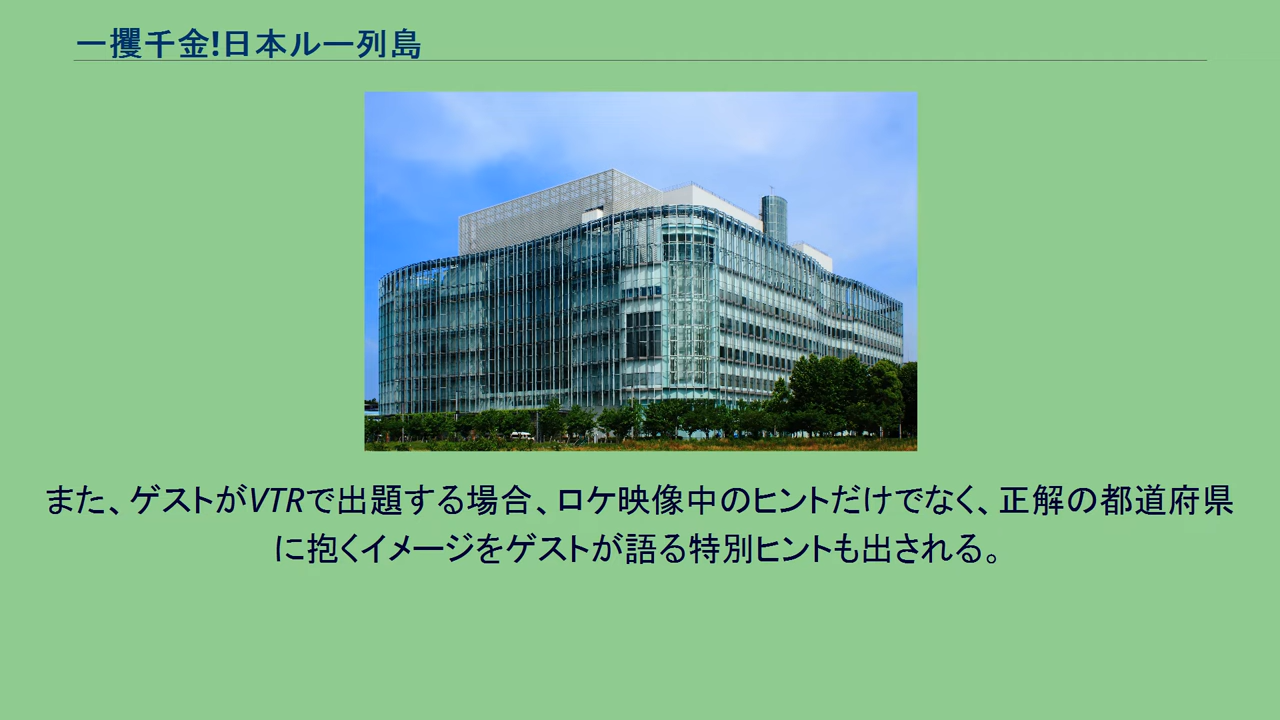 一攫千金!日本ルー列島
また、ゲストがVTRで出題する場合、ロケ映像中のヒントだけでなく、正解の都道府県
に抱くイメージをゲストが語る特別ヒントも出される。